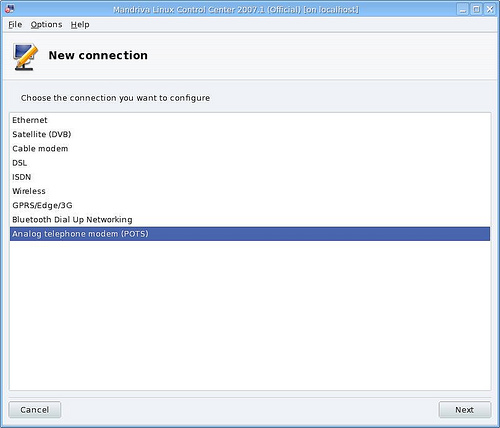 Mandriva Linux Control Center 2007.1 (Official) [on localhost]
File Options Help
New connection
Choose the connection you want to configure
Ethernet
Satellite (DVB)
Cable modem
DSL
ISDN
Wireless
GPRS/Edge/3G
Bluetooth Dial Up Networking
Analog telephone modem (POTS)
Cancel Next